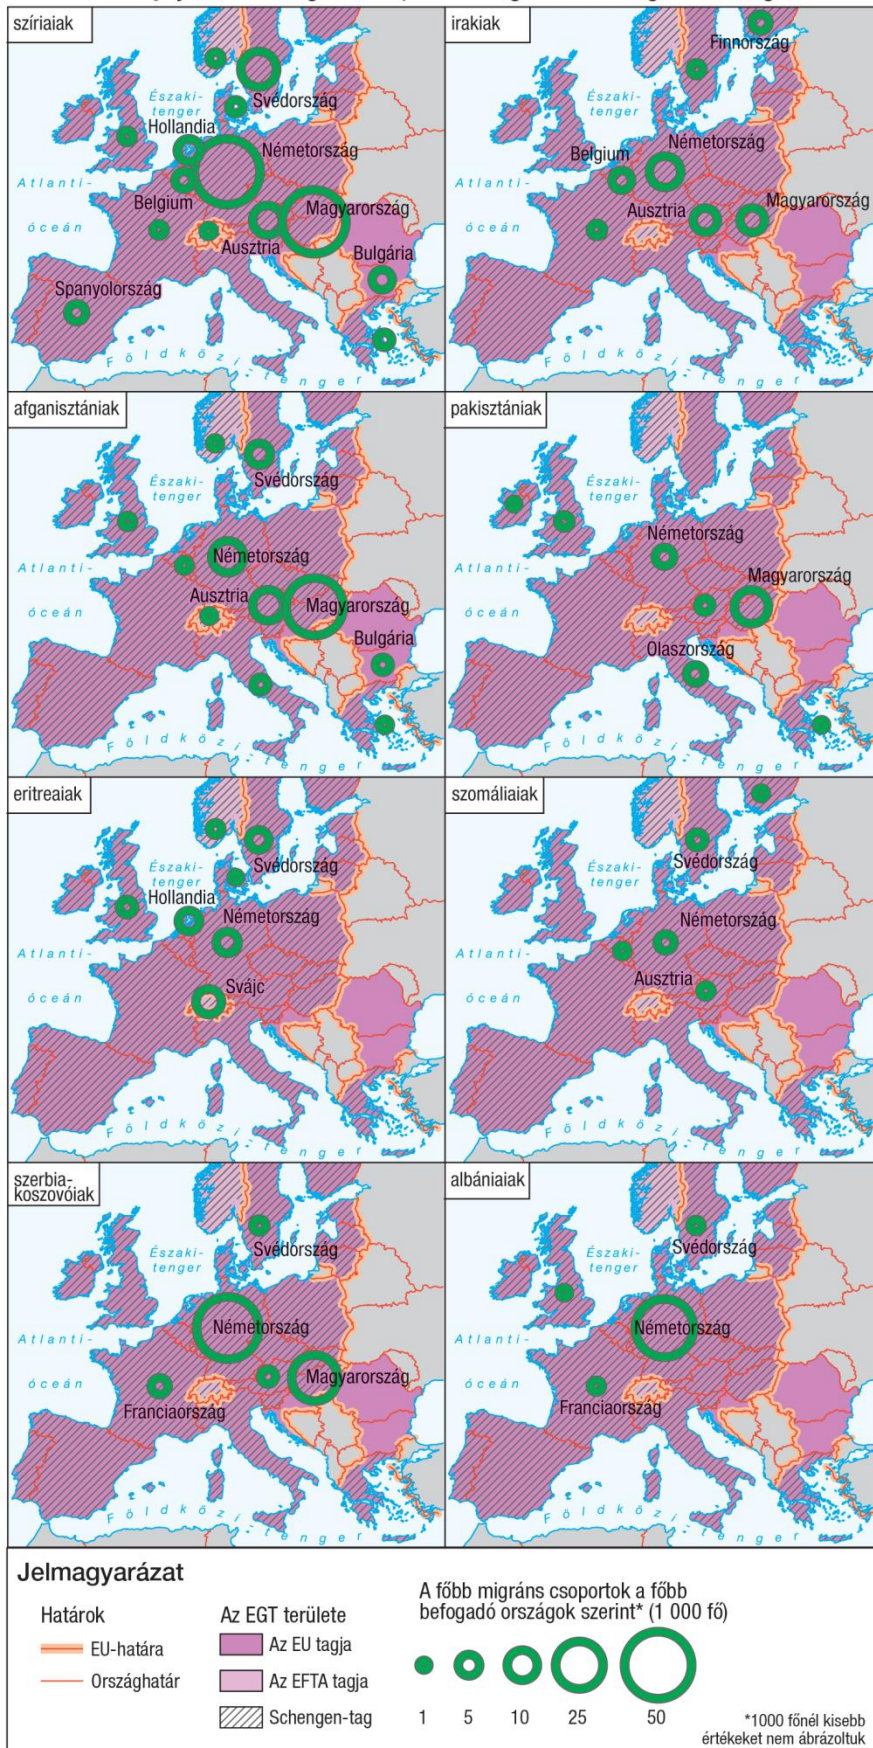 szíriaiak
Svédország
Északi-
tenger
Hollandia
Németország
Atlanti-
óceán
Belgium
Magyarország
Ausztria
Bulgária
Spanyolország
Földközi-tenger
irakiak
Finnország
Északi-
tenger
Németország
Belgium
Atlanti-
óceán
Ausztria
Magyarország
Földközi-tenger
afganisztániak
Svédország
Északi-
tenger
Németország
Atlanti-
óceán
Ausztria
Magyarország
Bulgária
Földközi-tenger
pakisztániak
Északi-
tenger
Németország
Atlanti-
óceán
Magyarország
Olaszország
Földközi-tenger
eritreaiak
Svédország
Északi-
tenger
Hollandia
Németország
Atlanti-
óceán
Svájc
Földközi-tenger
szomáliaiak
Svédország
Északi-
tenger
Németország
Atlanti-
óceán
Ausztria
Földközi-tenger
szerbia-
koszovóiak
Svédország
Északi-
tenger
Németország
Atlanti-
óceán
Magyarország
Franciaország
Földközi-tenger
albániaiak
Svédország
Északi-
tenger
Németország
Atlanti-
óceán
Franciaország
Földközi-tenger
Jelmagyarázat
Határok
EU-határa
Országhatár
Az EGT területe
Az EU tagja
Az EFTA tagja
Schengen-tag
A főbb migráns csoportok a főbb
befogadó országok szerint* (1 000 fő)
1 5 10 25 50
*1000 főnél kisebb
értékeket nem ábrázoltuk